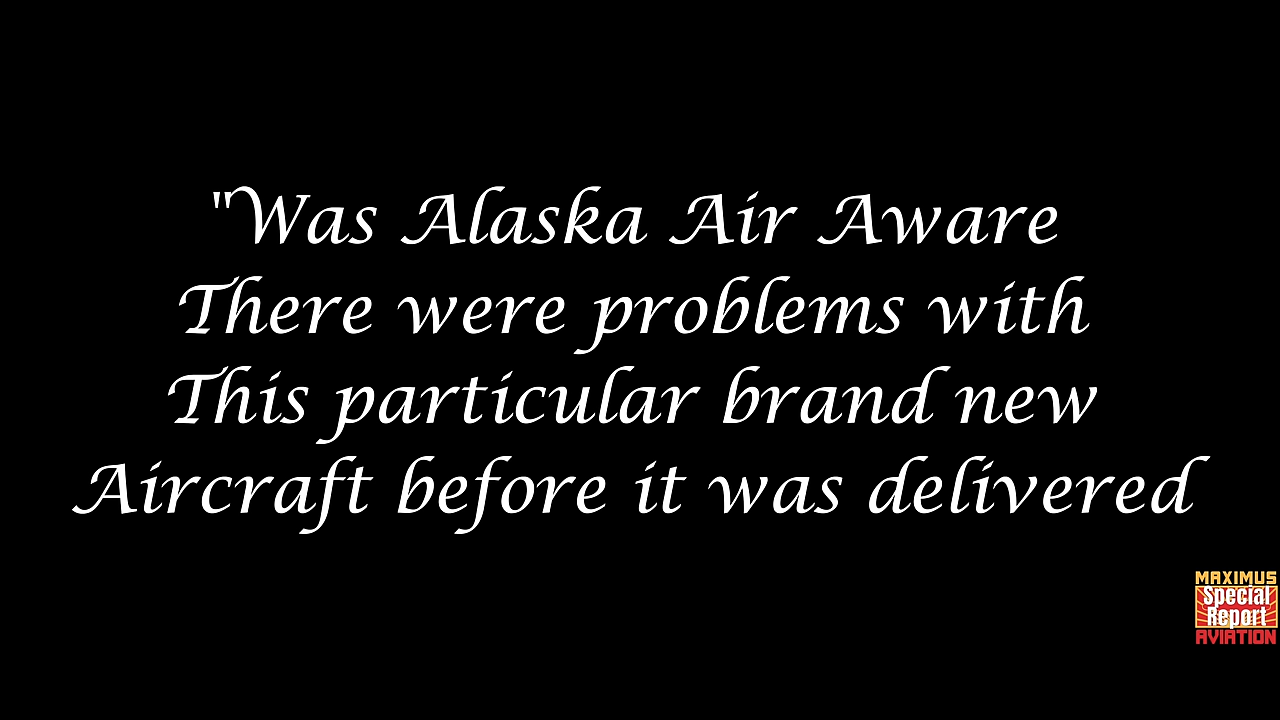 "Was Alaska Air Aware
There were problems with
This particular brand new
Aircraft before it was delivered
MAXIMUS
Special
Report
AVIATION